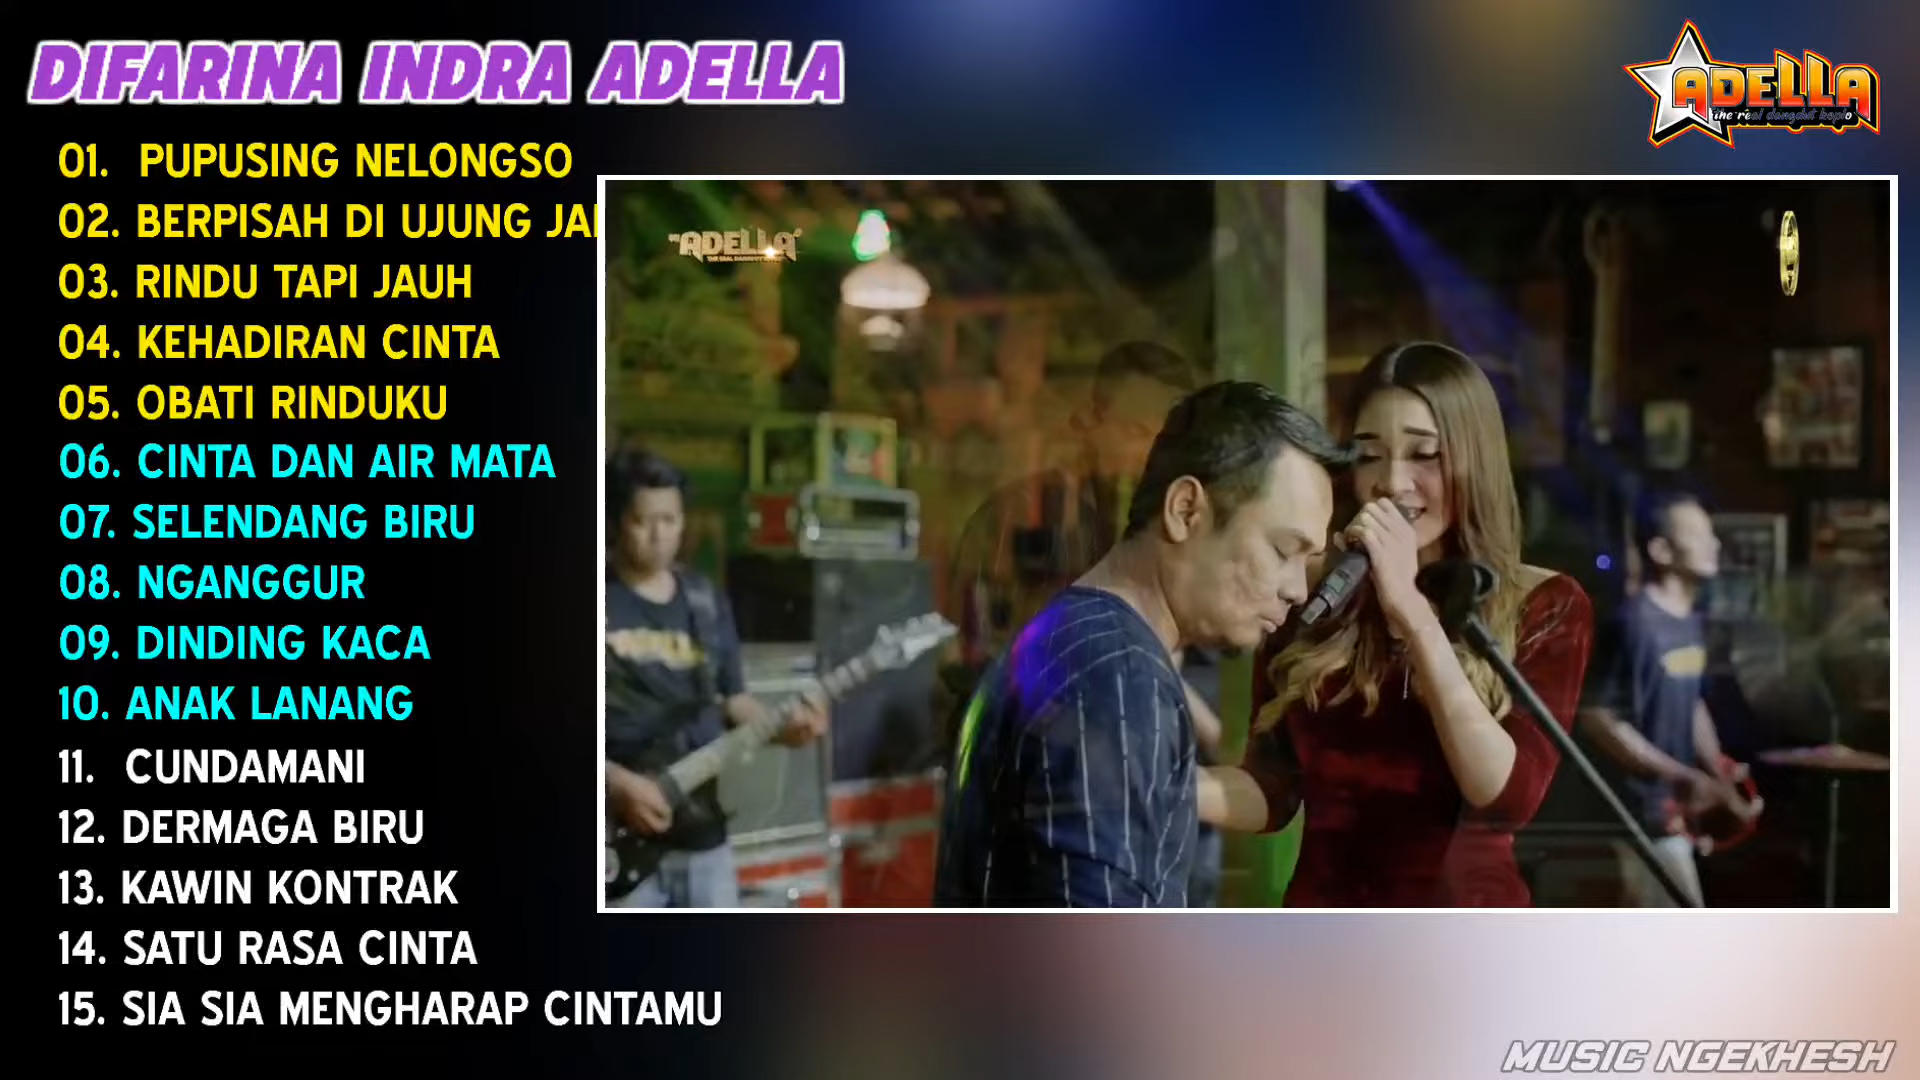 DIFARINA INDRA ADELLA
ADELLA
the real dangdut koplo
01. PUPUSING NELONGSO
02. BERPISAH DI UJUNG
03. RINDU TAPI JAUH
04. KEHADIRAN CINTA
05. OBATI RINDUKU
06. CINTA DAN AIR MATA
07. SELENDANG BIRU
08. NGANGGUR
09. DINDING KACA
10. ANAK LANANG
11. CUNDAMANI
12. DERMAGA BIRU
13. KAWIN KONTRAK
14. SATU RASA CINTA
15. SIA SIA MENGHARAP CINTAMU
ADELLA
MUSIC NGEKHESH